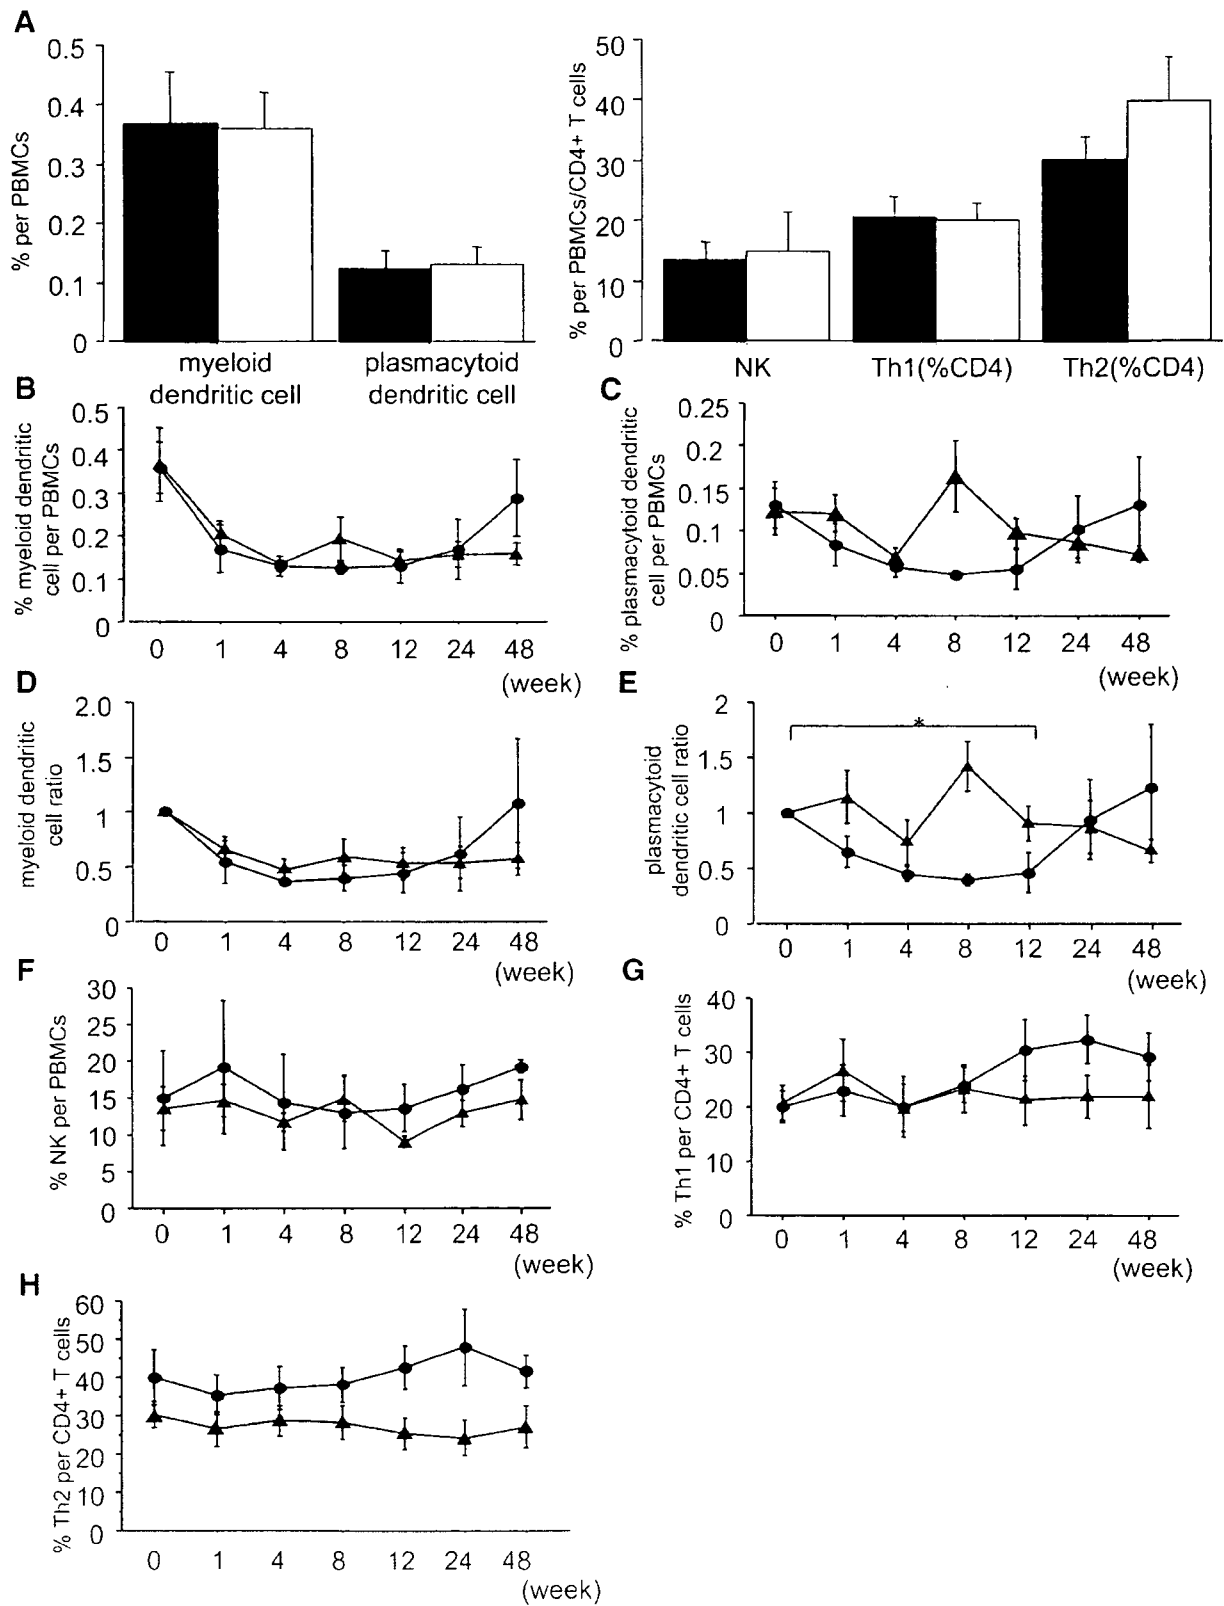 A
0.5
0.4
0.3
0.2
0.1
0
% per PBMCs
myeloid
dendritic cell
plasmacytoid
dendritic cell
50
40
30
20
10
0
% per PBMCs/CD4+ T cells
NK
Th1(%CD4)
Th2(%CD4)
B
0.5
0.4
0.3
0.2
0.1
0
% myeloid dendritic
cell per PBMCs
0 1 4 8 12 24 48
(week)
C
0.25
0.2
0.15
0.1
0.05
0
% plasmacytoid dendritic
cell per PBMCs
0 1 4 8 12 24 48
(week)
D
2.0
1.5
1
0.5
0
myeloid dendritic
cell ratio
0 1 4 8 12 24 48
(week)
E
2
1.5
1
0.5
0
plasmacytoid
dendritic cell ratio
*
0 1 4 8 12 24 48
(week)
F
30
25
20
15
10
5
0
% NK per PBMCs
0 1 4 8 12 24 48
(week)
G
40
30
20
10
0
% Th1 per CD4+ T cells
0 1 4 8 12 24 48
(week)
H
60
50
40
30
20
10
0
% Th2 per CD4+ T cells
0 1 4 8 12 24 48
(week)